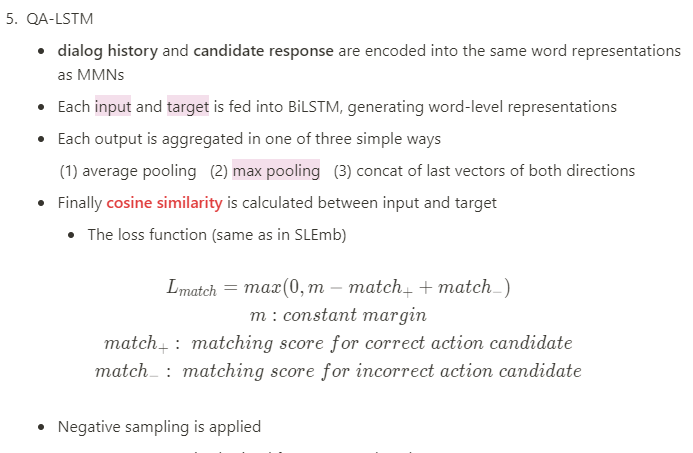 5. QA-LSTM
• dialog history and candidate response are encoded into the same word representations
as MMNs
• Each input and target is fed into BiLSTM, generating word-level representations
• Each output is aggregated in one of three simple ways
(1) average pooling (2) max pooling (3) concat of last vectors of both directions
• Finally cosine similarity is calculated between input and target
• The loss function (same as in SLEmb)
L_match = max(0, m − match_+ + match_−)
m : constant margin
match_+ : matching score for correct action candidate
match_− : matching score for incorrect action candidate
• Negative sampling is applied